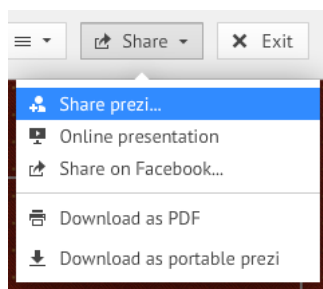 Share Exit
Share prezi...
Online presentation
Share on Facebook...
Download as PDF
Download as portable prezi